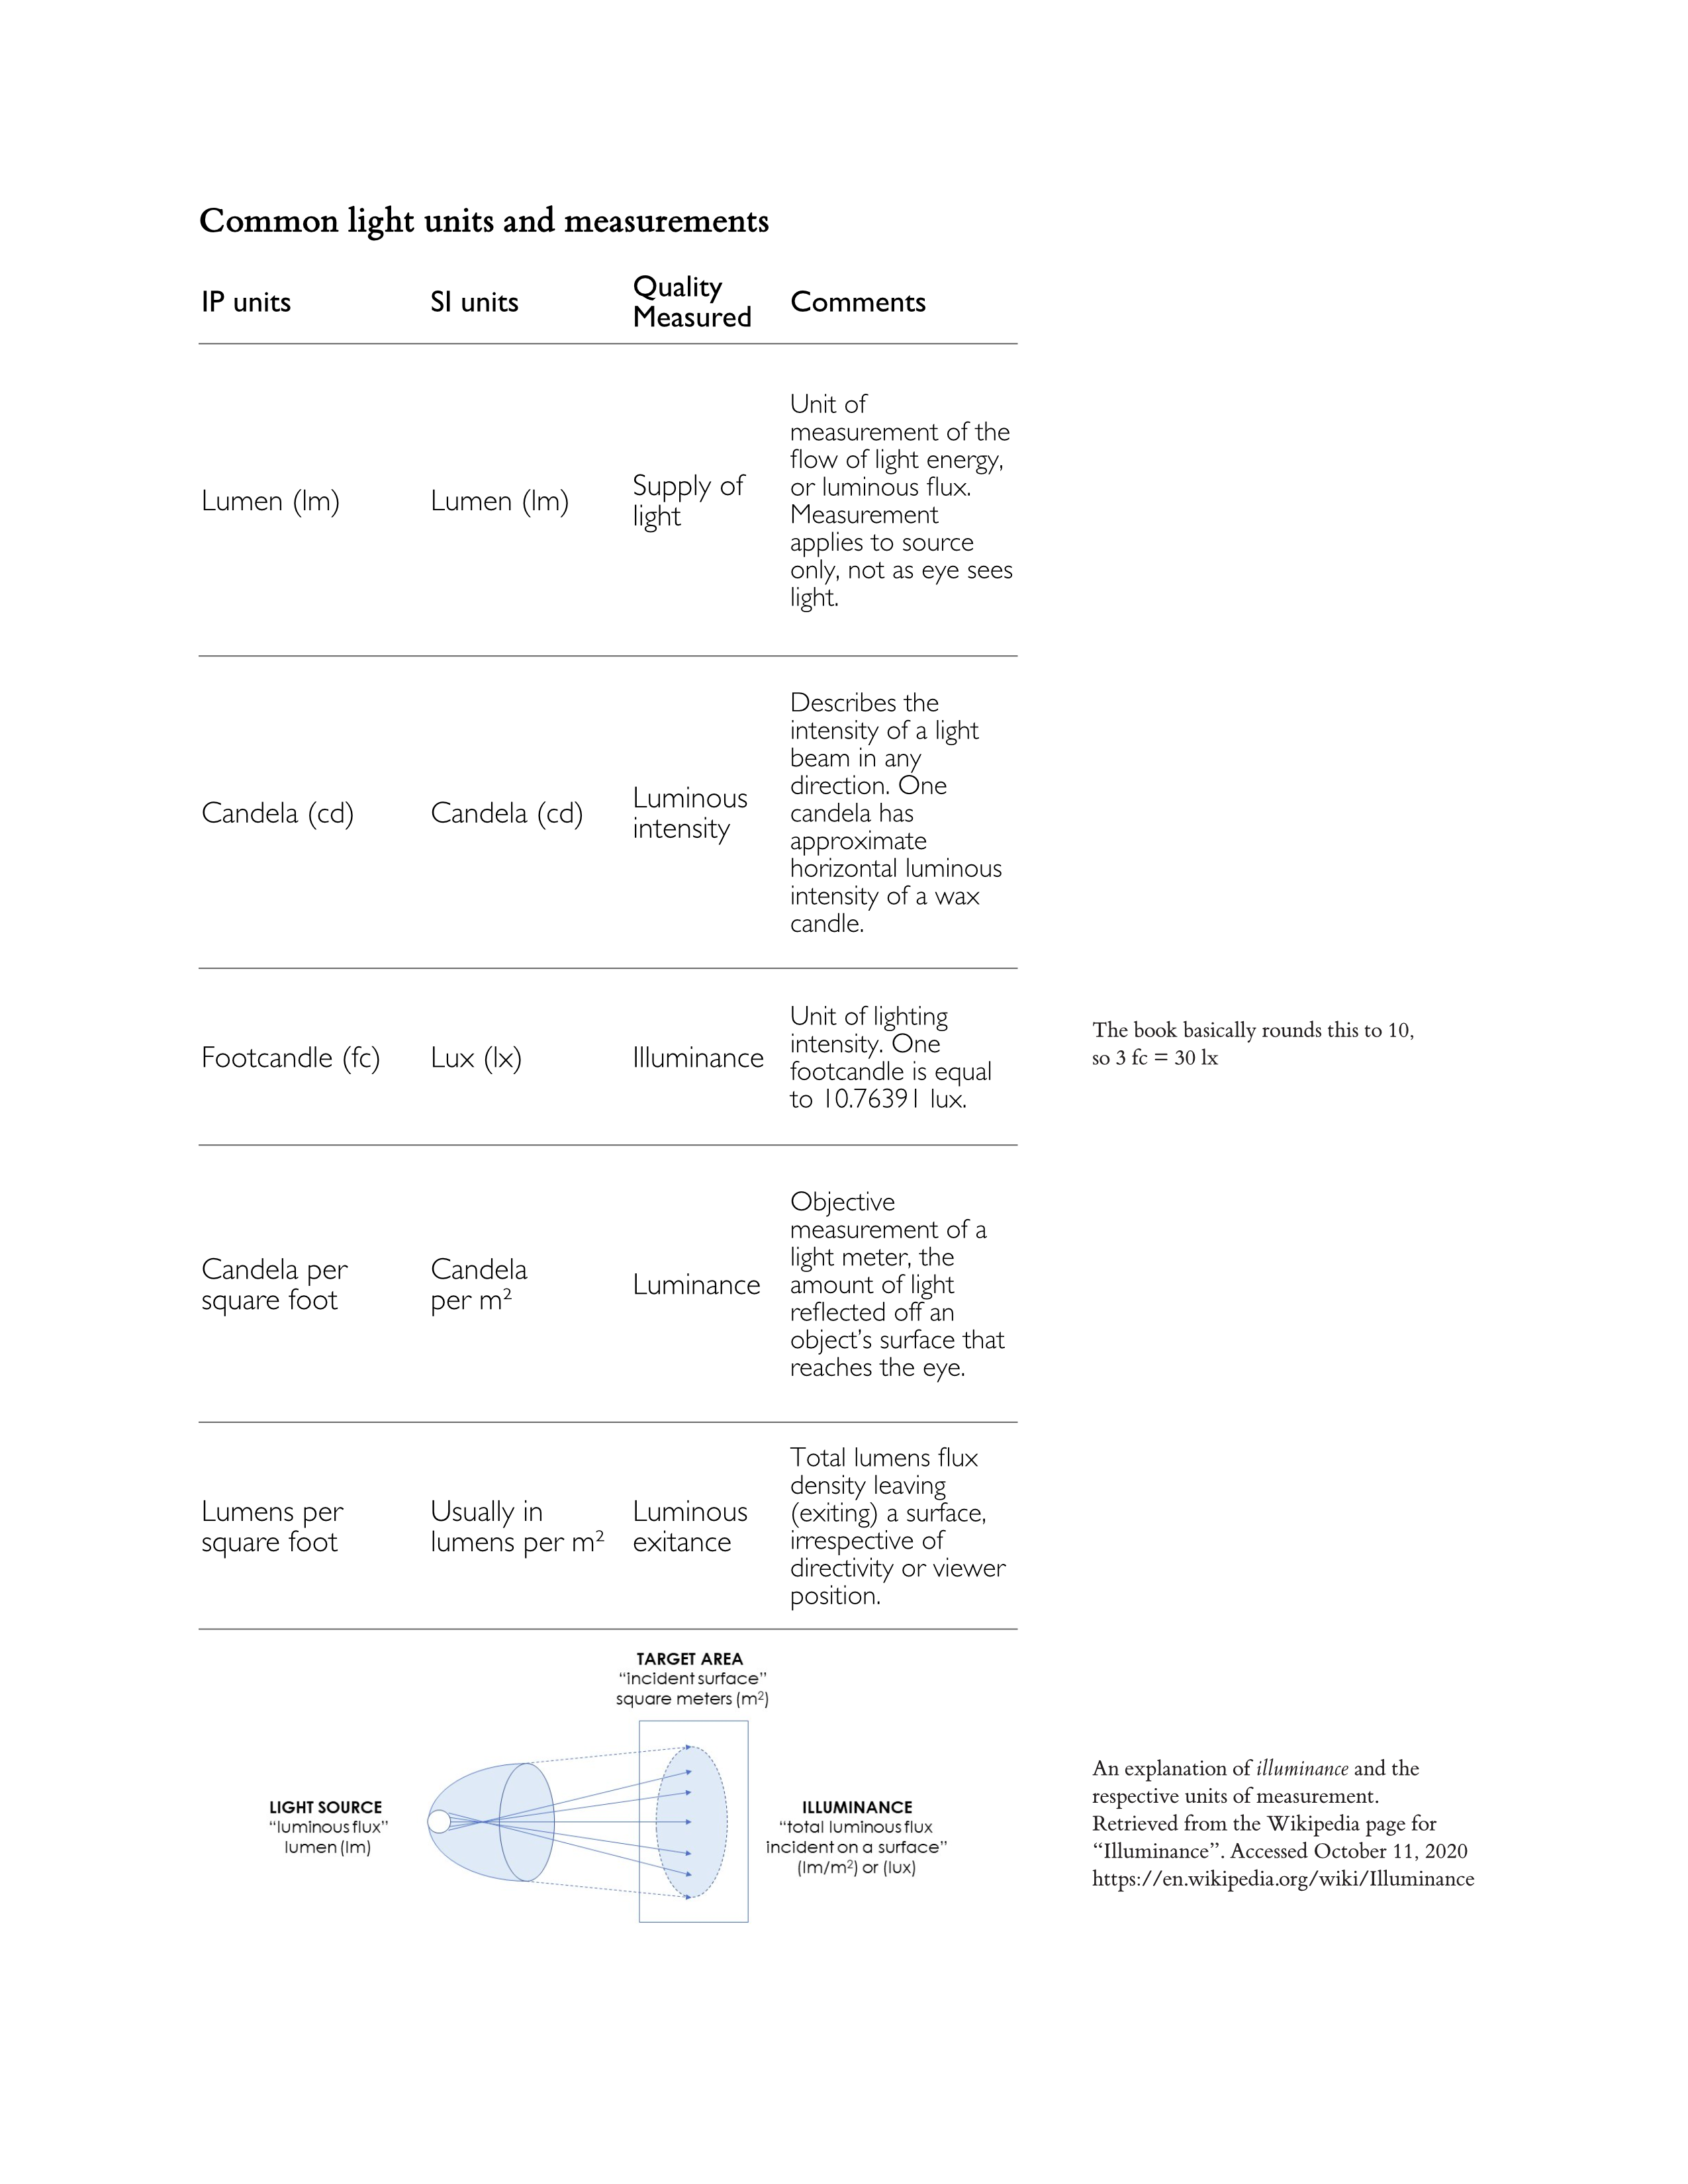 Common light units and measurements
IP units
SI units
Quality
Measured
Comments
Lumen (lm)
Lumen (lm)
Supply of
light
Unit of
measurement of the
flow of light energy,
or luminous flux.
Measurement
applies to source
only, not as eye sees
light.
Candela (cd)
Candela (cd)
Luminous
intensity
Describes the
intensity of a light
beam in any
direction. One
candela has
approximate
horizontal luminous
intensity of a wax
candle.
Footcandle (fc)
Lux (lx)
Illuminance
Unit of lighting
intensity. One
footcandle is equal
to 10.76391 lux.
The book basically rounds this to 10,
so 3 fc = 30 lx
Candela per
square foot
Candela
per m²
Luminance
Objective
measurement of a
light meter, the
amount of light
reflected off an
object’s surface that
reaches the eye.
Lumens per
square foot
Usually in
lumens per m²
Luminous
exitance
Total lumens flux
density leaving
(exiting) a surface,
irrespective of
directivity or viewer
position.
TARGET AREA
“incident surface”
square meters (m²)
LIGHT SOURCE
“luminous flux”
lumen (lm)
ILLUMINANCE
“total luminous flux
incident on a surface”
(lm/m²) or (lux)
An explanation of illuminance and the
respective units of measurement.
Retrieved from the Wikipedia page for
“Illuminance”. Accessed October 11, 2020
https://en.wikipedia.org/wiki/Illuminance